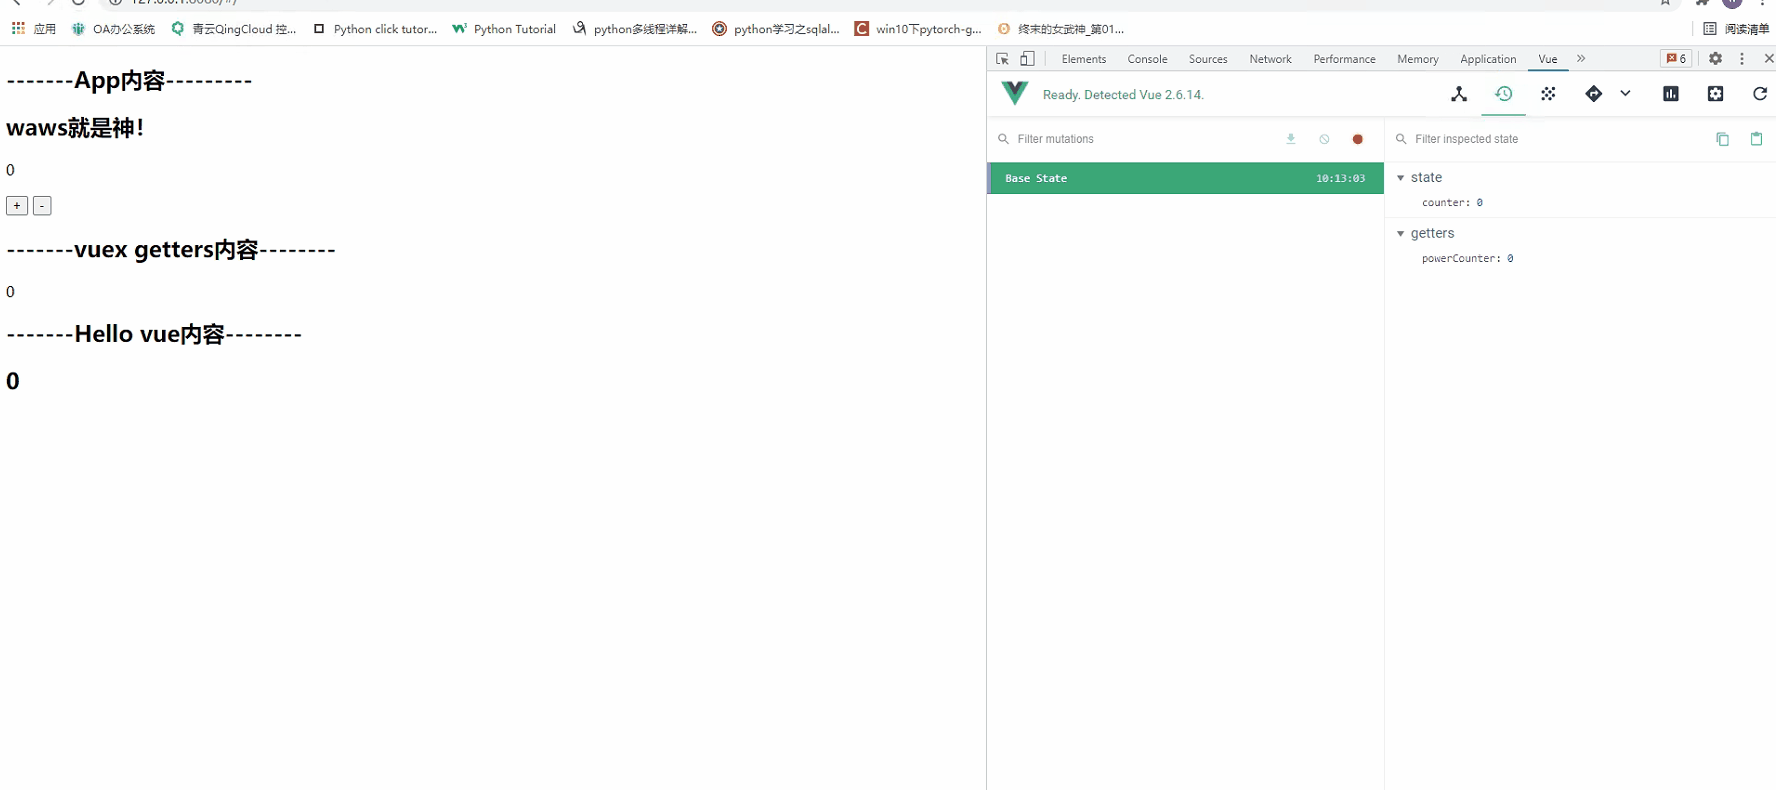 应用 OA办公系统 青云QingCloud 控... Python click tutor... Python Tutorial python多线程详解... python学习之sqlal... win10下pytorch-g... 终末的女武神_第01... 阅读清单
-------App内容---------
waws就是神!
0
+ -
-------vuex getters内容--------
0
-------Hello vue内容--------
0
Elements Console Sources Network Performance Memory Application Vue » 6
Ready. Detected Vue 2.6.14.
Filter mutations
Base State 10:13:03
Filter inspected state
state
counter: 0
getters
powerCounter: 0